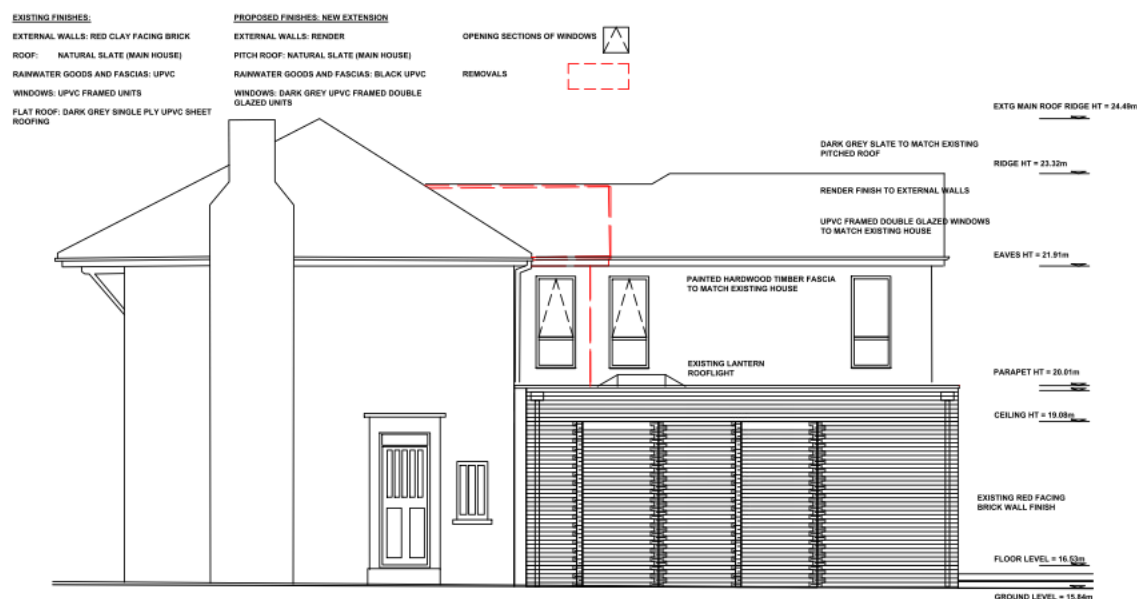 EXISTING FINISHES:
EXTERNAL WALLS: RED CLAY FACING BRICK
ROOF: NATURAL SLATE (MAIN HOUSE)
RAINWATER GOODS AND FASCIAS: UPVC
WINDOWS: UPVC FRAMED UNITS
FLAT ROOF: DARK GREY SINGLE PLY UPVC SHEET
ROOFING
PROPOSED FINISHES: NEW EXTENSION
EXTERNAL WALLS: RENDER
PITCH ROOF: NATURAL SLATE (MAIN HOUSE)
RAINWATER GOODS AND FASCIAS: BLACK UPVC
WINDOWS: DARK GREY UPVC FRAMED DOUBLE
GLAZED UNITS
OPENING SECTIONS OF WINDOWS
REMOVALS
EXTG MAIN ROOF RIDGE HT = 24.49m
DARK GREY SLATE TO MATCH EXISTING
PITCHED ROOF
RIDGE HT = 23.32m
RENDER FINISH TO EXTERNAL WALLS
UPVC FRAMED DOUBLE GLAZED WINDOWS
TO MATCH EXISTING HOUSE
EAVES HT = 21.91m
PAINTED HARDWOOD TIMBER FASCIA
TO MATCH EXISTING HOUSE
EXISTING LANTERN
ROOFLIGHT
PARAPET HT = 20.01m
CEILING HT = 19.08m
EXISTING RED FACING
BRICK WALL FINISH
FLOOR LEVEL = 16.53m
GROUND LEVEL = 15.84m